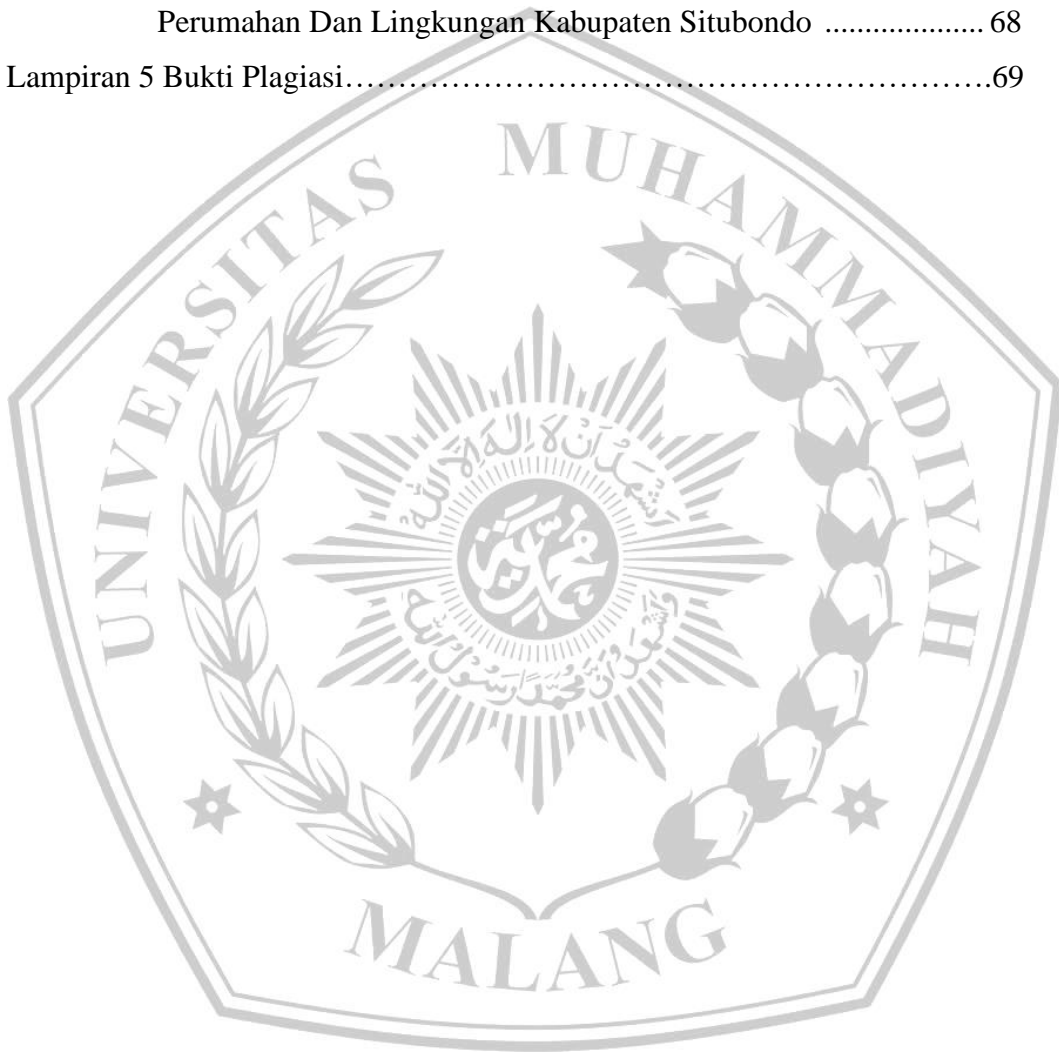 Perumahan Dan Lingkungan Kabupaten Situbondo .................... 68
Lampiran 5 Bukti Plagiasi…………………………………………………….69
UNIVERSITAS MUHAMMADIYAH
MALANG